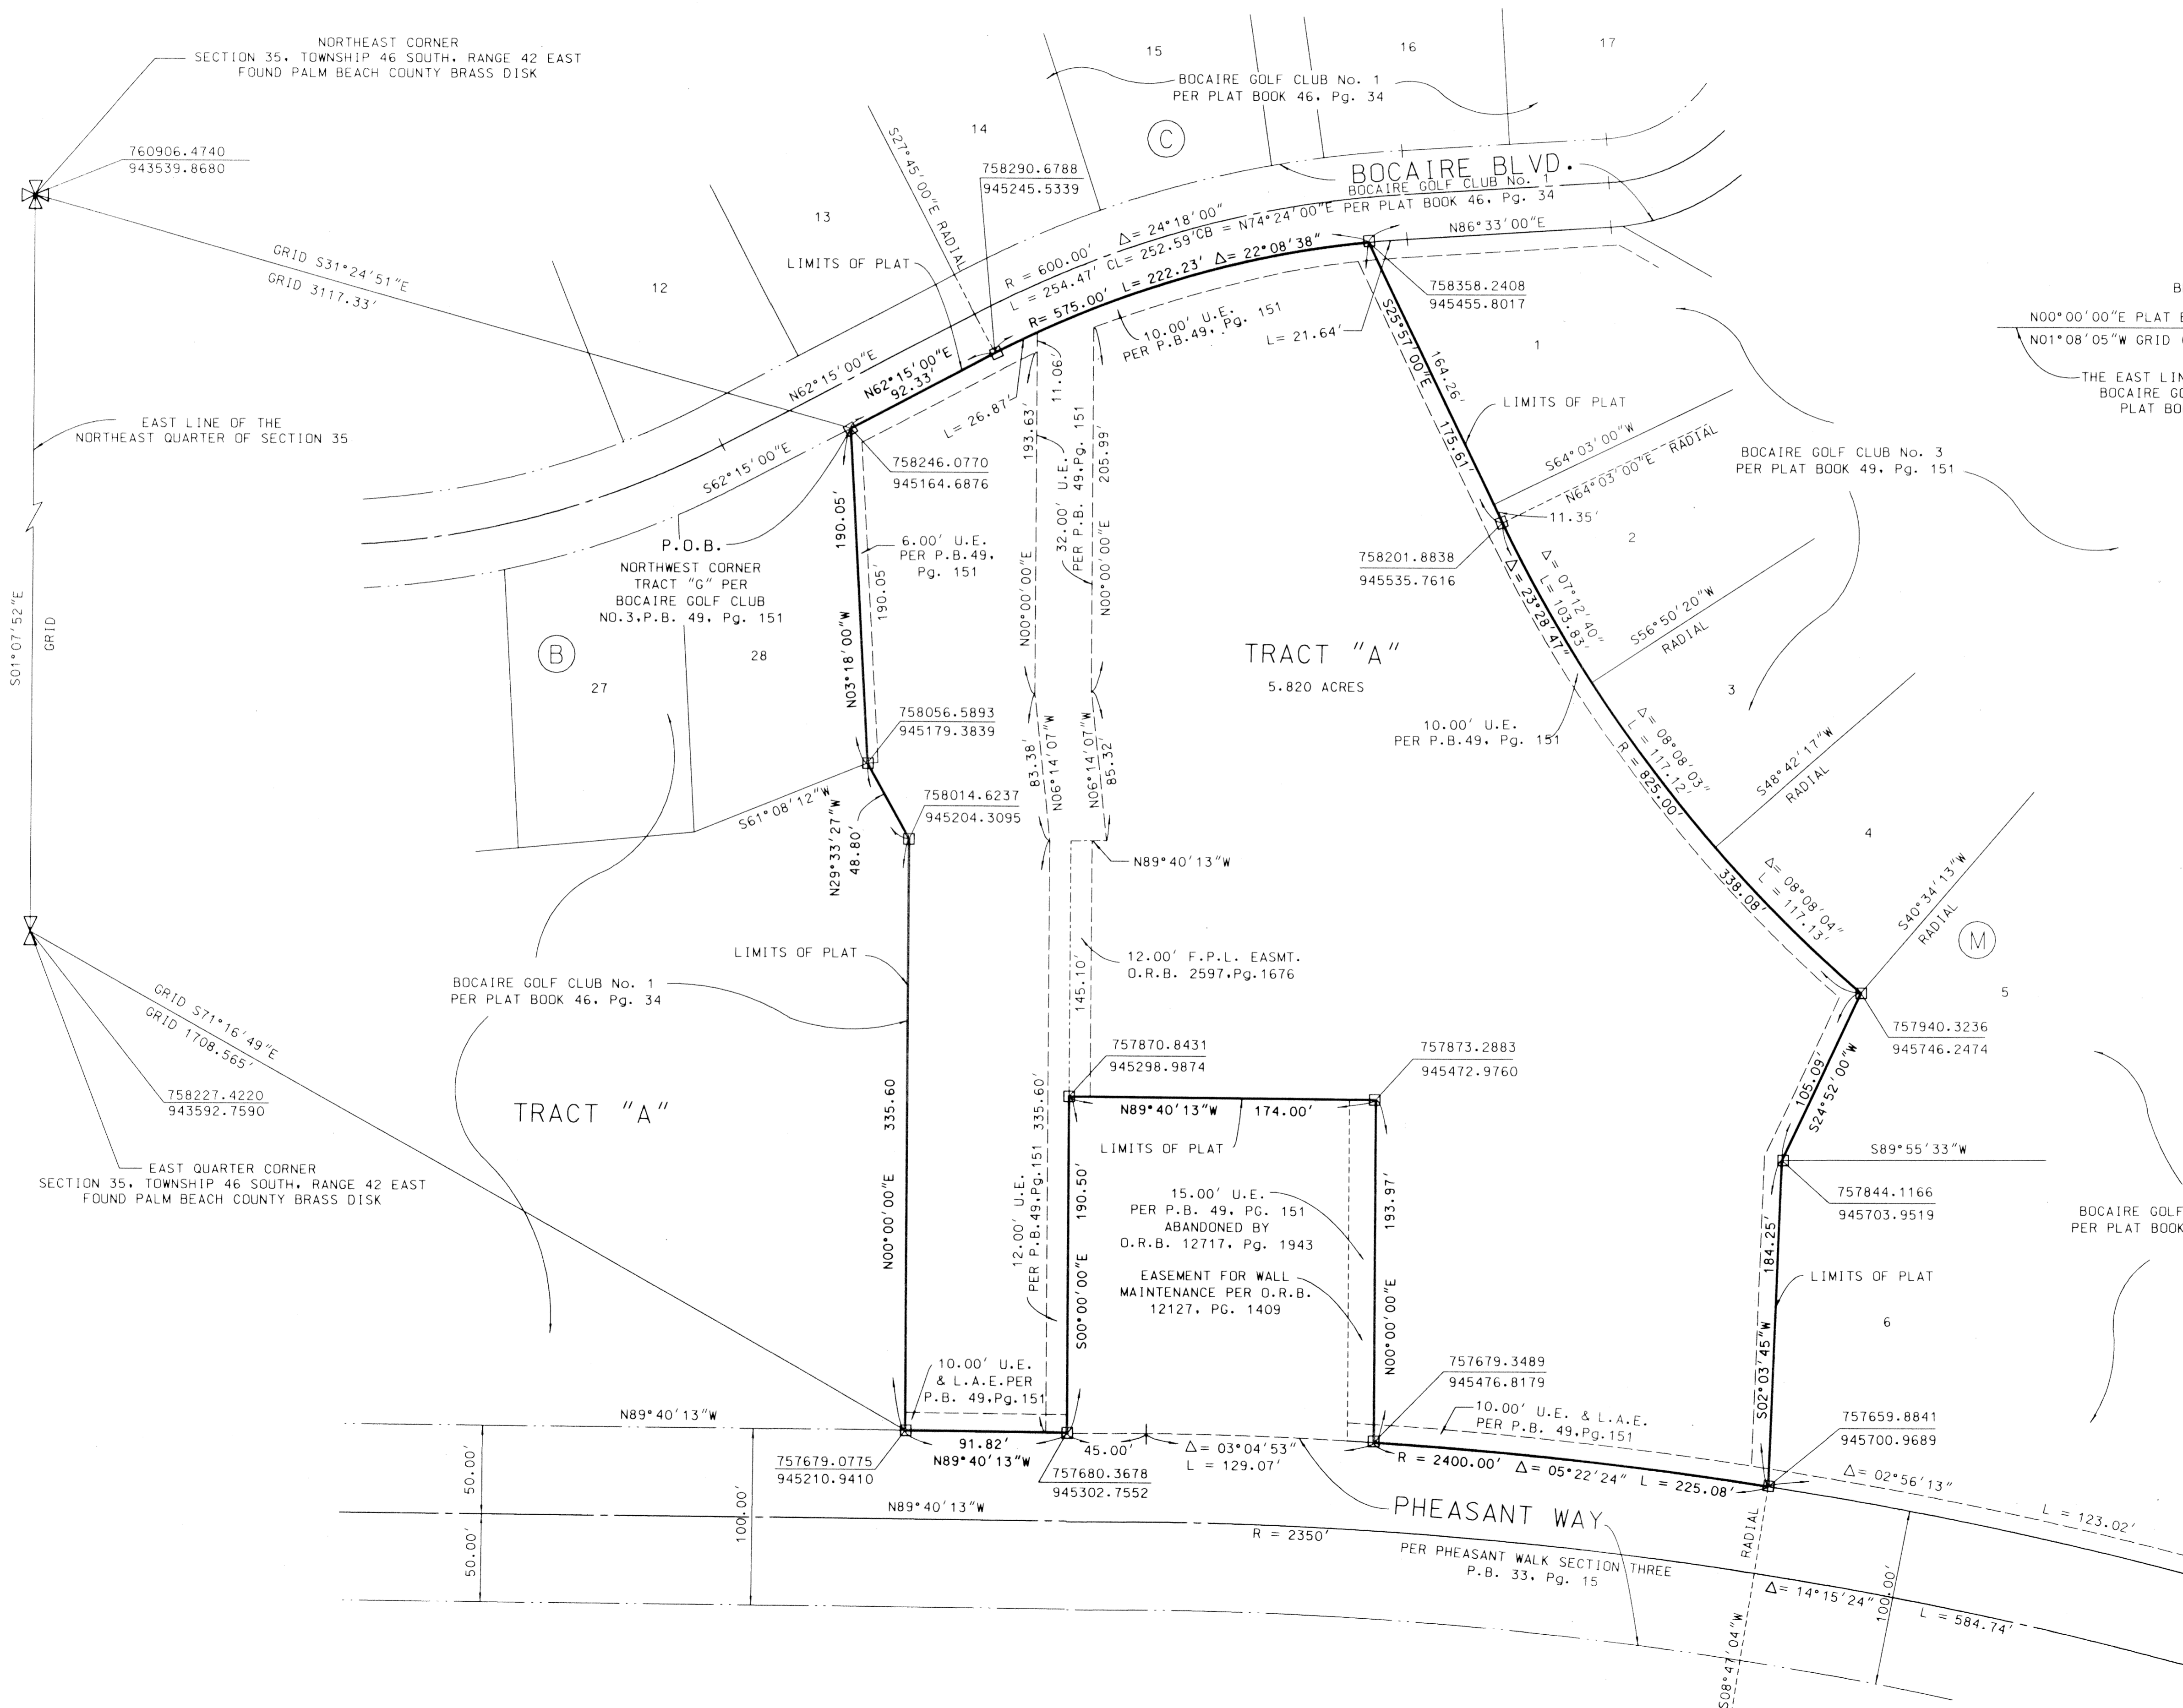 NORTHEAST CORNER
SECTION 35, TOWNSHIP 46 SOUTH, RANGE 42 EAST
FOUND PALM BEACH COUNTY BRASS DISK
760906.4740
943539.8680
15
16
17
BOCAIRE GOLF CLUB No. 1
PER PLAT BOOK 46, Pg. 34
14
C
S27°45'00"E RADIAL
758290.6788
945245.5339
BOCAIRE BLVD.
BOCAIRE GOLF CLUB No. 1
PER PLAT BOOK 46, Pg. 34
13
12
R = 600.00' Δ= 24°18'00"
L = 254.47' CL= 252.59' CB = N74°24'00"E
R= 575.00' L= 222.23' Δ= 22°08'38"
N86°33'00"E
GRID S31°24'51"E
GRID 3117.33'
LIMITS OF PLAT
758358.2408
945455.8017
10.00' U.E.
PER P.B.49, Pg. 151
L= 21.64'
1
N00°00'00"E PLAT B
N01°08'05"W GRID (
THE EAST LIN
BOCAIRE GO
PLAT BO
B
N62°15'00"E
N62°15'00"E
92.33'
L= 26.87'
11.06'
S62°15'00"E
EAST LINE OF THE
NORTHEAST QUARTER OF SECTION 35
758246.0770
945164.6876
193.63'
32.00' U.E.
PER P.B. 49,Pg. 151
205.99'
N00°00'00"E
N00°00'00"E
S25°57'00"E
164.26'
175.61'
LIMITS OF PLAT
S64°03'00"W
N64°03'00"E RADIAL
11.35'
2
BOCAIRE GOLF CLUB No. 3
PER PLAT BOOK 49, Pg. 151
758201.8838
945535.7616
P.O.B.
NORTHWEST CORNER
TRACT "G" PER
BOCAIRE GOLF CLUB
NO.3,P.B. 49, Pg. 151
190.05'
6.00' U.E.
PER P.B.49,
Pg. 151
190.05'
N03°18'00"W
S01°07'52"E
GRID
B
27
28
TRACT "A"
5.820 ACRES
Δ= 23°28'47"
Δ= 07°12'40"
L= 103.83'
S56°50'20"W
RADIAL
3
10.00' U.E.
PER P.B.49, Pg. 151
R = 825.00'
338.08'
Δ= 08°08'03"
L = 117.12'
S48°42'17"W
RADIAL
4
Δ= 08°08'04"
L = 117.13'
S40°34'13"W
RADIAL
M
5
758056.5893
945179.3839
S61°08'12"W
758014.6237
945204.3095
N29°33'27"W
48.80'
83.38'
N06°14'07"W
N06°14'07"W
85.32'
N89°40'13"W
LIMITS OF PLAT
BOCAIRE GOLF CLUB No. 1
PER PLAT BOOK 46, Pg. 34
145.10'
12.00' F.P.L. EASMT.
O.R.B. 2597,Pg.1676
GRID S71°16'49"E
GRID 1708.565'
758227.4220
943592.7590
TRACT "A"
EAST QUARTER CORNER
SECTION 35, TOWNSHIP 46 SOUTH, RANGE 42 EAST
FOUND PALM BEACH COUNTY BRASS DISK
335.60
N00°00'00"E
12.00' U.E.
PER P.B.49,Pg.151
335.60'
757870.8431
945298.9874
757873.2883
945472.9760
N89°40'13"W 174.00'
LIMITS OF PLAT
190.50'
S00°00'00"E
15.00' U.E.
PER P.B. 49, PG. 151
ABANDONED BY
O.R.B. 12717, Pg. 1943
EASEMENT FOR WALL
MAINTENANCE PER O.R.B.
12127, PG. 1409
193.97'
N00°00'00"E
757940.3236
945746.2474
105.09'
S24°52'00"W
S89°55'33"W
757844.1166
945703.9519
184.25'
S02°03'45"W
LIMITS OF PLAT
6
BOCAIRE GOLF
PER PLAT BOOK
10.00' U.E.
& L.A.E.PER
P.B. 49,Pg.151
757679.3489
945476.8179
10.00' U.E. & L.A.E.
PER P.B. 49,Pg.151
757659.8841
945700.9689
N89°40'13"W
91.82'
N89°40'13"W
45.00'
757679.0775
945210.9410
757680.3678
945302.7552
Δ= 03°04'53"
L = 129.07'
R = 2400.00' Δ= 05°22'24" L = 225.08'
Δ= 02°56'13"
L = 123.02'
50.00'
50.00'
100.00'
N89°40'13"W
PHEASANT WAY
R = 2350'
PER PHEASANT WALK SECTION THREE
P.B. 33, Pg. 15
RADIAL
S08°47'04"W
Δ= 14°15'24"
L = 584.74'
100.00'